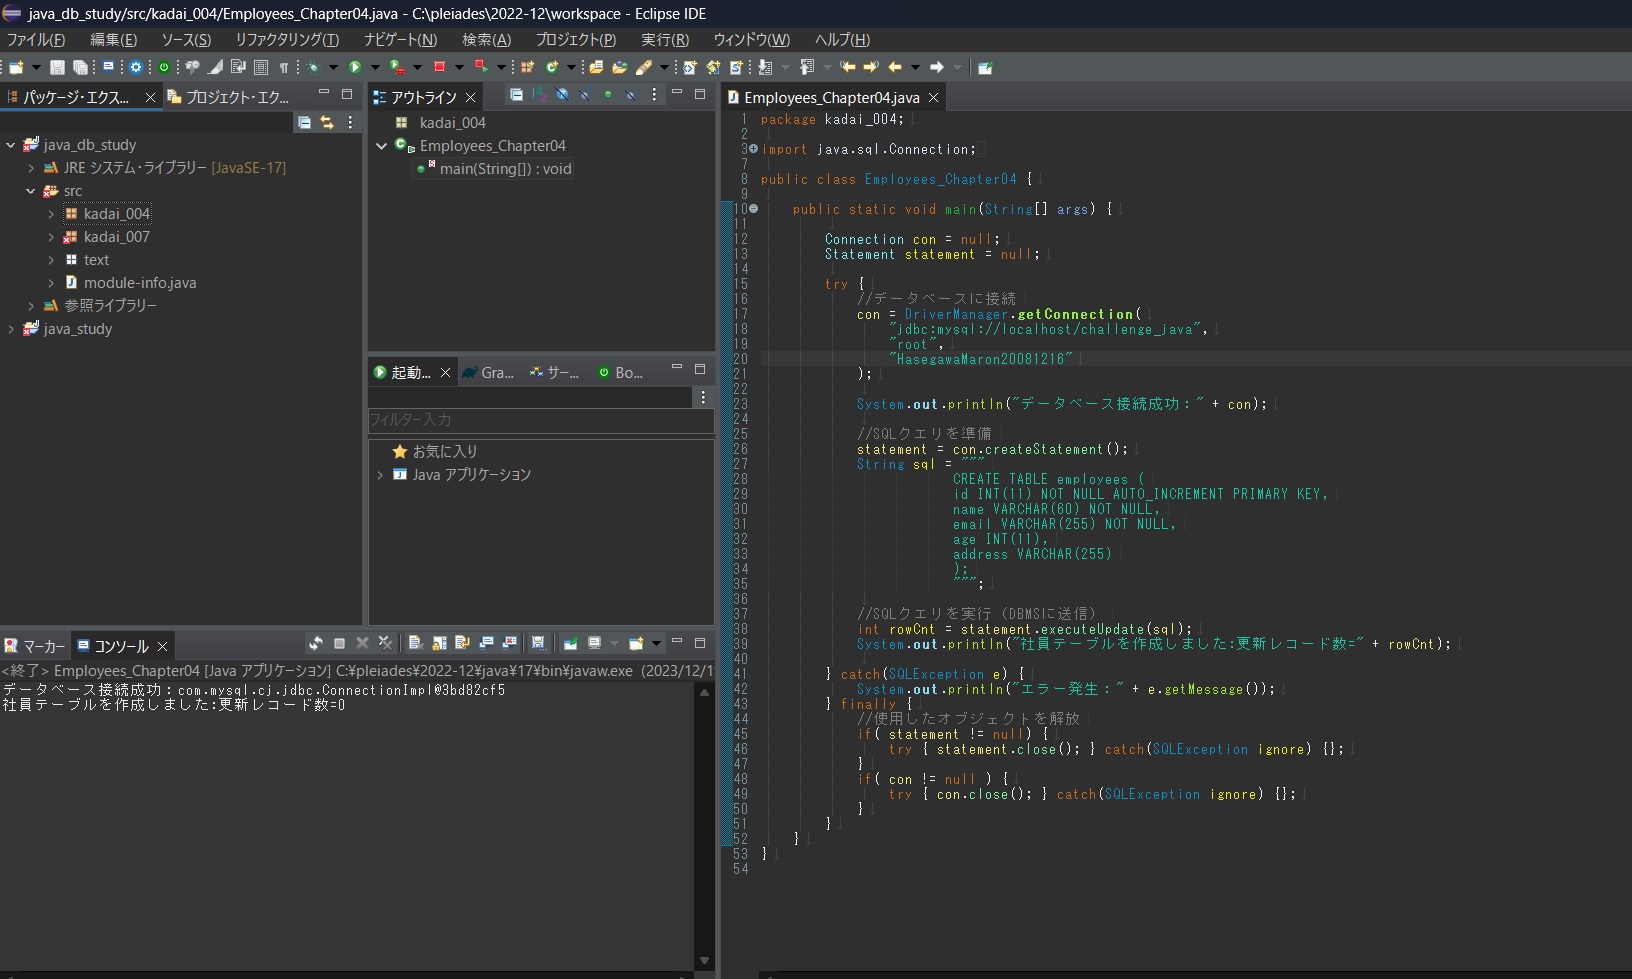 java_db_study/src/kadai_004/Employees_Chapter04.java - C:\pleiades\2022-12\workspace - Eclipse IDE
ファイル(F) 編集(E) ソース(S) リファクタリング(T) ナビゲート(N) 検索(A) プロジェクト(P) 実行(R) ウィンドウ(W) ヘルプ(H)
パッケージ・エクス... プロジェクト・エク...
java_db_study
JRE システム・ライブラリー [JavaSE-17]
src
kadai_004
kadai_007
text
module-info.java
参照ライブラリー
java_study
アウトライン
kadai_004
Employees_Chapter04
main(String[]) : void
起動... Gra... サー... Bo...
フィルター入力
お気に入り
Java アプリケーション
マーカー コンソール
<終了> Employees_Chapter04 [Java アプリケーション] C:¥pleiades¥2022-12¥java¥17¥bin¥javaw.exe (2023/12/1
データベース接続成功：com.mysql.cj.jdbc.ConnectionImpl@3bd82cf5
社員テーブルを作成しました:更新レコード数=0
Employees_Chapter04.java
1 package kadai_004;
2
3 import java.sql.Connection;
7
8 public class Employees_Chapter04 {
9
10 public static void main(String[] args) {
11
12 Connection con = null;
13 Statement statement = null;
14
15 try {
16 //データベースに接続
17 con = DriverManager.getConnection(
18 "jdbc:mysql://localhost/challenge_java",
19 "root",
20 "HasegawaMaron20081216"
21 );
22
23 System.out.println("データベース接続成功：" + con);
24
25 //SQLクエリを準備
26 statement = con.createStatement();
27 String sql = """
28 CREATE TABLE employees (
29 id INT(11) NOT NULL AUTO_INCREMENT PRIMARY KEY,
30 name VARCHAR(60) NOT NULL,
31 email VARCHAR(255) NOT NULL,
32 age INT(11),
33 address VARCHAR(255)
34 );
35 """;
36
37 //SQLクエリを実行（DBMSに送信）
38 int rowCnt = statement.executeUpdate(sql);
39 System.out.println("社員テーブルを作成しました:更新レコード数=" + rowCnt);
40
41 } catch(SQLException e) {
42 System.out.println("エラー発生：" + e.getMessage());
43 } finally {
44 //使用したオブジェクトを解放
45 if( statement != null) {
46 try { statement.close(); } catch(SQLException ignore) {};
47 }
48 if( con != null ) {
49 try { con.close(); } catch(SQLException ignore) {};
50 }
51 }
52 }
53 }
54